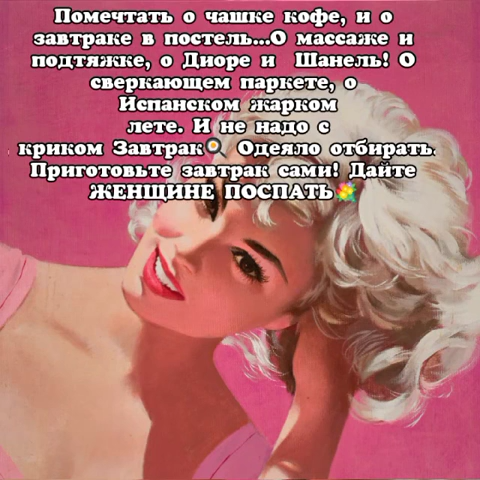 Помечтать о чашке кофе, и о
завтраке в постель...О массаже и
подтяжке, о Диоре и Шанель! О
сверкающем паркете, о
Испанском жарком
лете. И не надо с
криком Завтрак🍳 Одеяло отбирать.
Приготовьте завтрак сами! Дайте
ЖЕНЩИНЕ ПОСПАТЬ💐